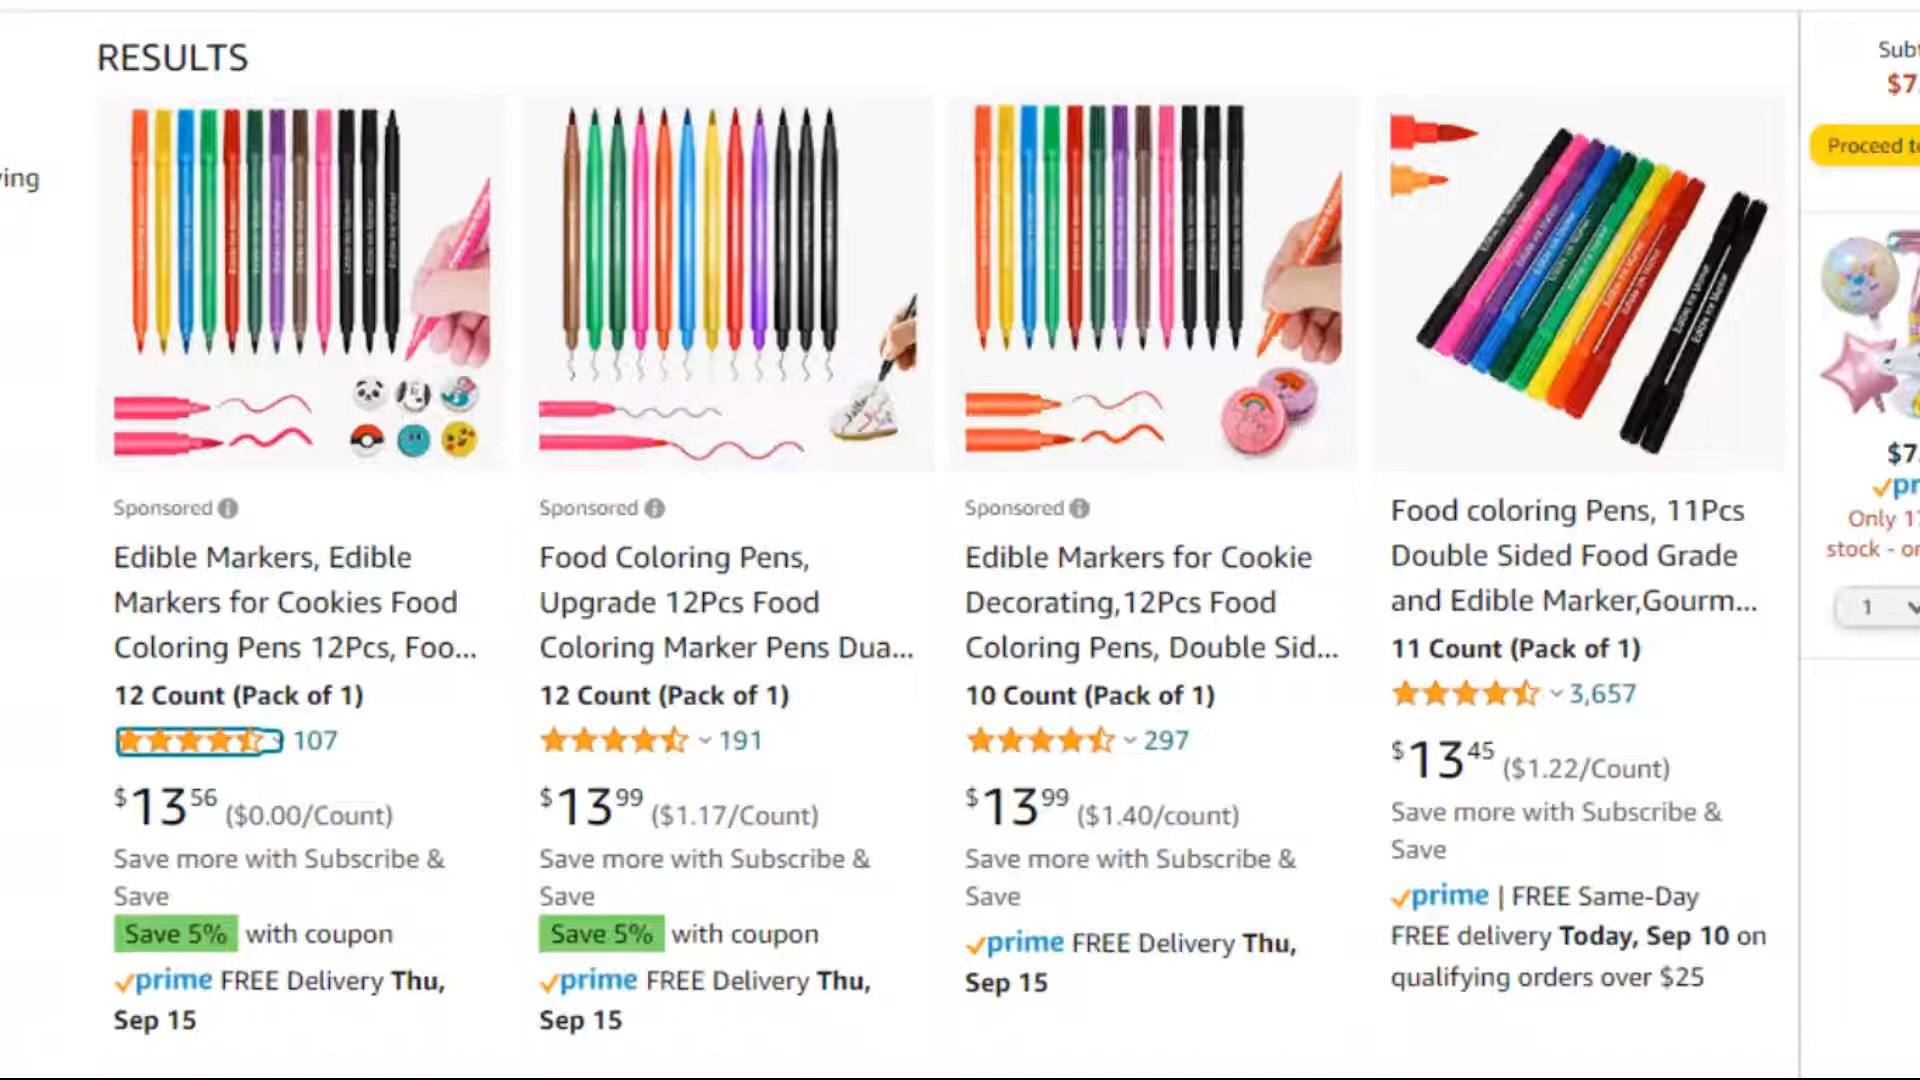 RESULTS
ving
Sponsored
Edible Markers, Edible
Markers for Cookies Food
Coloring Pens 12Pcs, Foo...
12 Count (Pack of 1)
107
$13 56 ($0.00/Count)
Save more with Subscribe &
Save
Save 5% with coupon
prime FREE Delivery Thu,
Sep 15
Sponsored
Food Coloring Pens,
Upgrade 12Pcs Food
Coloring Marker Pens Dua...
12 Count (Pack of 1)
191
$13 99 ($1.17/Count)
Save more with Subscribe &
Save
Save 5% with coupon
prime FREE Delivery Thu,
Sep 15
Sponsored
Edible Markers for Cookie
Decorating,12Pcs Food
Coloring Pens, Double Sid...
10 Count (Pack of 1)
297
$13 99 ($1.40/count)
Save more with Subscribe &
Save
prime FREE Delivery Thu,
Sep 15
Food coloring Pens, 11Pcs
Double Sided Food Grade
and Edible Marker,Gourm...
11 Count (Pack of 1)
3,657
$13 45 ($1.22/Count)
Save more with Subscribe &
Save
prime | FREE Same-Day
FREE delivery Today, Sep 10 on
qualifying orders over $25
Subt
$7.
Proceed to
$7.
pr
Only 1
stock - or
1